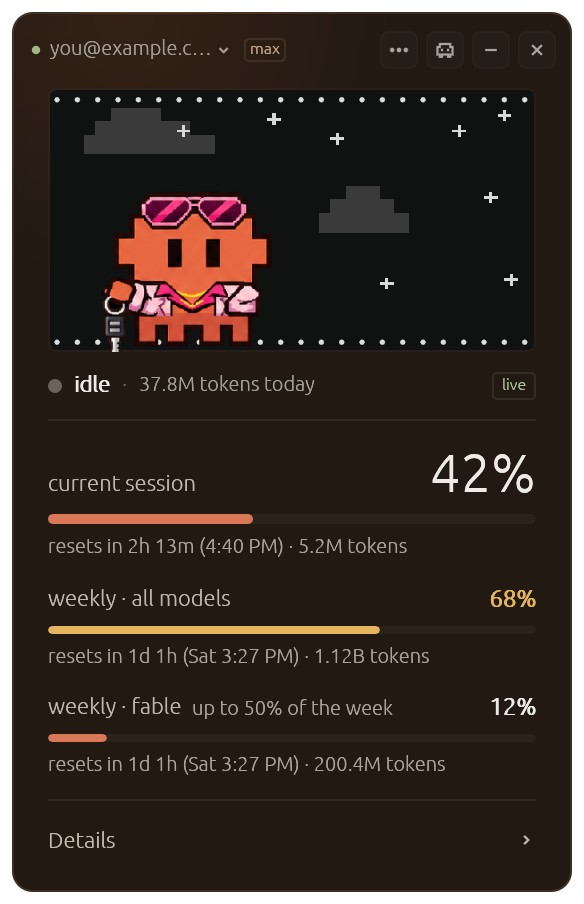 you@example.c... max
idle · 37.8M tokens today live
current session 42%
resets in 2h 13m (4:40 PM) · 5.2M tokens
weekly · all models 68%
resets in 1d 1h (Sat 3:27 PM) · 1.12B tokens
weekly · fable up to 50% of the week 12%
resets in 1d 1h (Sat 3:27 PM) · 200.4M tokens
Details